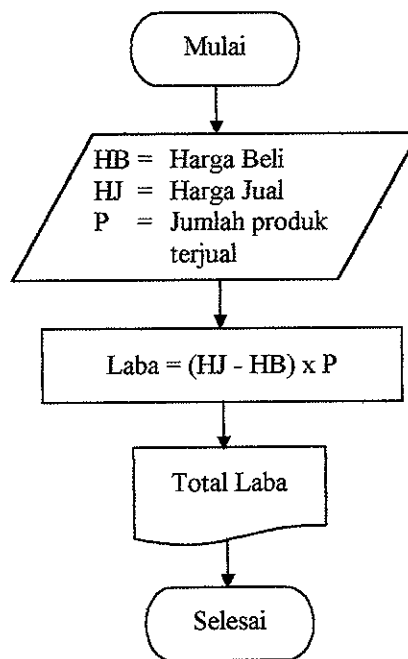 Mulai
HB = Harga Beli
HJ = Harga Jual
P = Jumlah produk
terjual
Laba = (HJ - HB) x P
Total Laba
Selesai